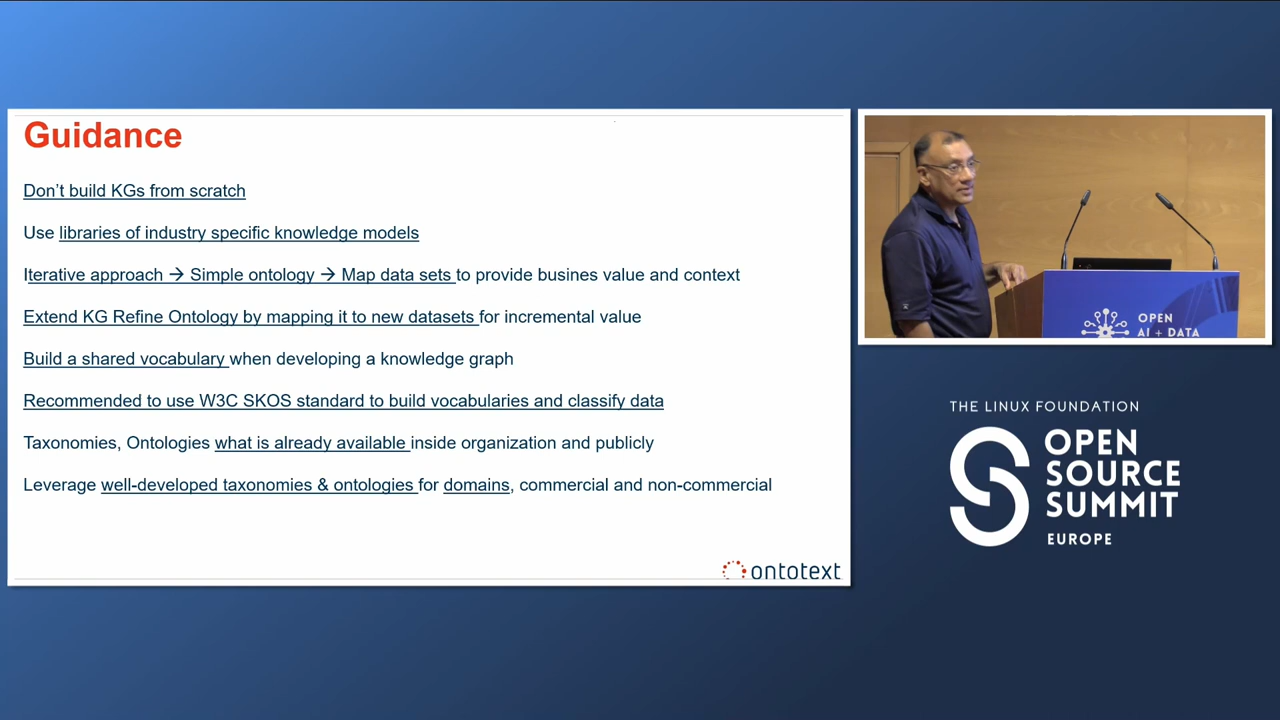 Guidance
Don’t build KGs from scratch
Use libraries of industry specific knowledge models
Iterative approach → Simple ontology → Map data sets to provide busines value and context
Extend KG Refine Ontology by mapping it to new datasets for incremental value
Build a shared vocabulary when developing a knowledge graph
Recommended to use W3C SKOS standard to build vocabularies and classify data
Taxonomies, Ontologies what is already available inside organization and publicly
Leverage well-developed taxonomies & ontologies for domains, commercial and non-commercial
ontotext
OPEN
AI + DATA
THE LINUX FOUNDATION
OPEN
SOURCE
SUMMIT
EUROPE